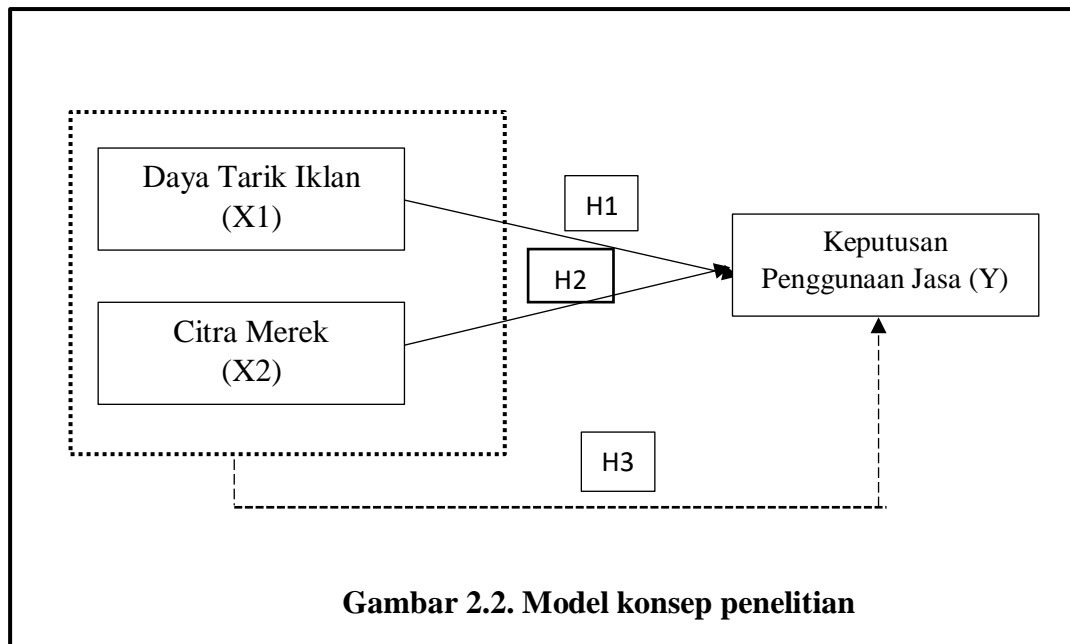 Daya Tarik Iklan
(X1)
H1
Keputusan
Penggunaan Jasa (Y)
H2
Citra Merek
(X2)
H3
Gambar 2.2. Model konsep penelitian